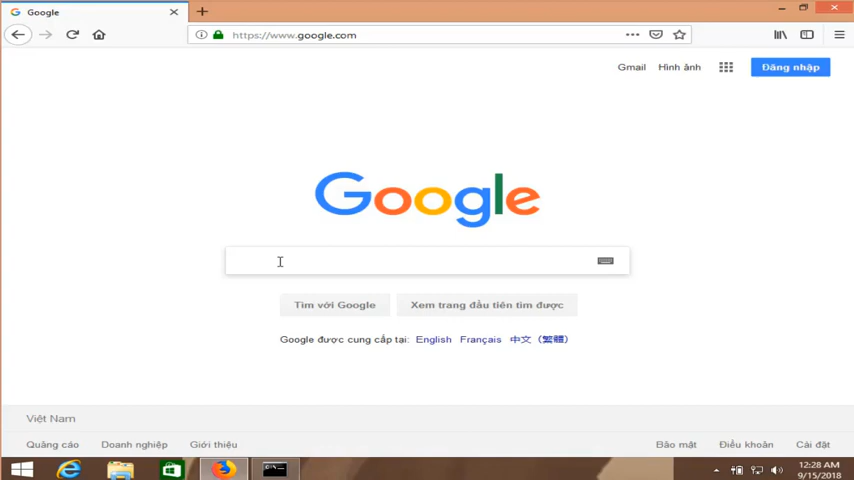 Google
https://www.google.com
Gmail Hình ảnh Đăng nhập
Google
Tìm với Google Xem trang đầu tiên tìm được
Google được cung cấp tại: English Français 中文（繁體）
Việt Nam
Quảng cáo Doanh nghiệp Giới thiệu Bảo mật Điều khoản Cài đặt
12:28 AM
9/15/2018